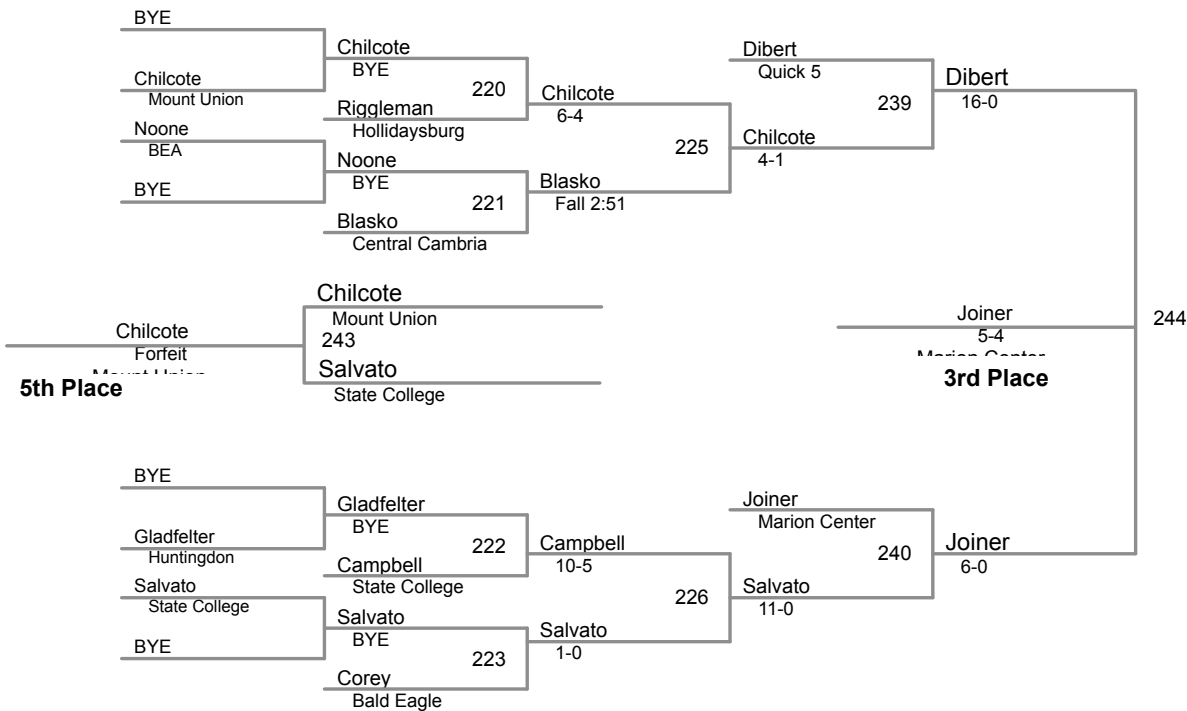 BYE
Chilcote
Mount Union
Noone
BEA
BYE
Chilcote
BYE
220
Riggleman
Hollidaysburg
Noone
BYE
221
Blasko
Central Cambria
Chilcote
6-4
225
Blasko
Fall 2:51
Dibert
Quick 5
239
Chilcote
4-1
Dibert
16-0
Chilcote
Mount Union
243
Salvato
State College
Chilcote
Forfeit
Mount Union
5th Place
Joiner
5-4
Marion Center
3rd Place
244
BYE
Gladfelter
Huntingdon
Salvato
State College
BYE
Gladfelter
BYE
222
Campbell
State College
Salvato
BYE
223
Corey
Bald Eagle
Campbell
10-5
226
Salvato
1-0
Joiner
Marion Center
240
Salvato
11-0
Joiner
6-0